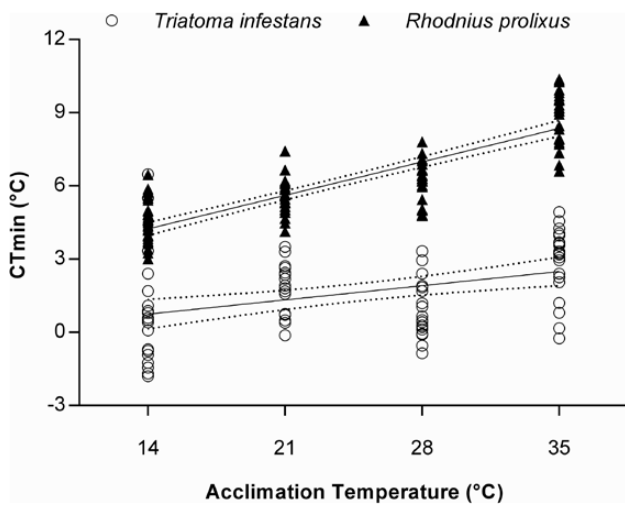 Triatoma infestans Rhodnius prolixus
12
9
6
3
0
-3
CTmin (°C)
14 21 28 35
Acclimation Temperature (°C)